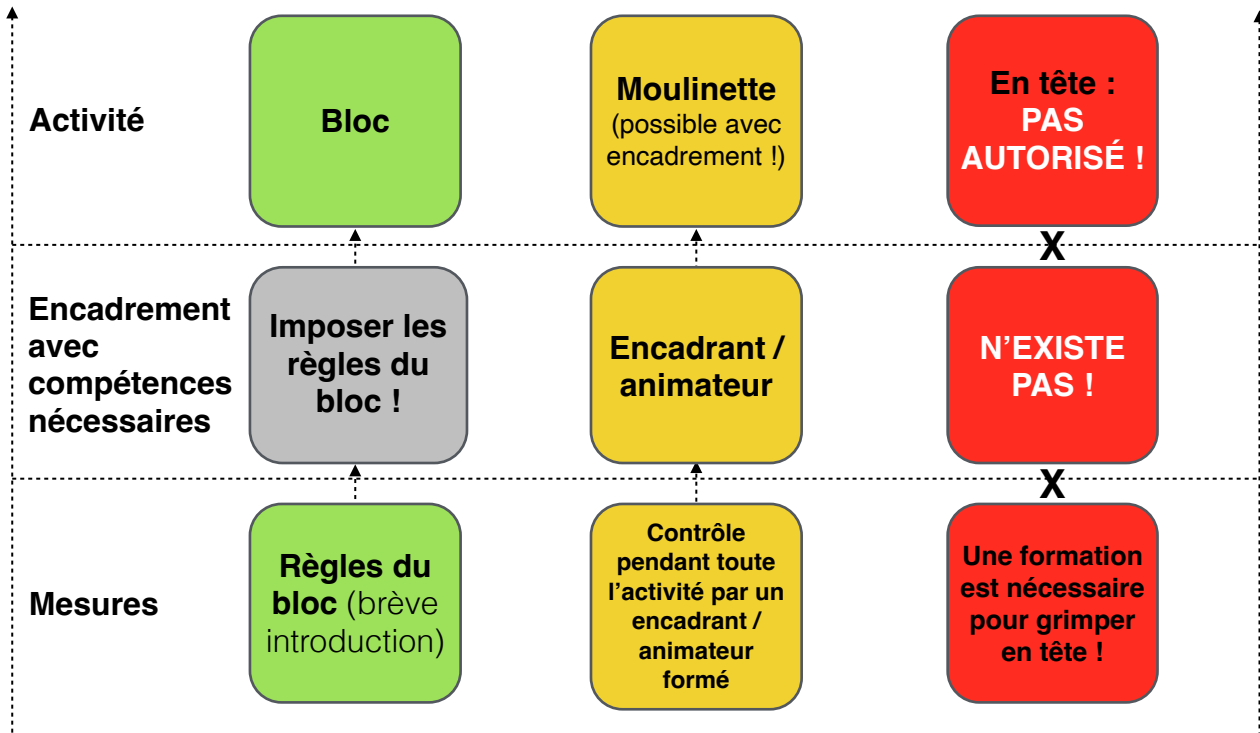 Activité
Bloc
Moulinette
(possible avec
encadrement !)
En tête :
PAS
AUTORISÉ !
X
Encadrement
avec
compétences
nécessaires
Imposer les
règles du
bloc !
Encadrant /
animateur
N’EXISTE
PAS !
X
Mesures
Règles du
bloc (brève
introduction)
Contrôle
pendant toute
l’activité par un
encadrant /
animateur
formé
Une formation
est nécessaire
pour grimper
en tête !